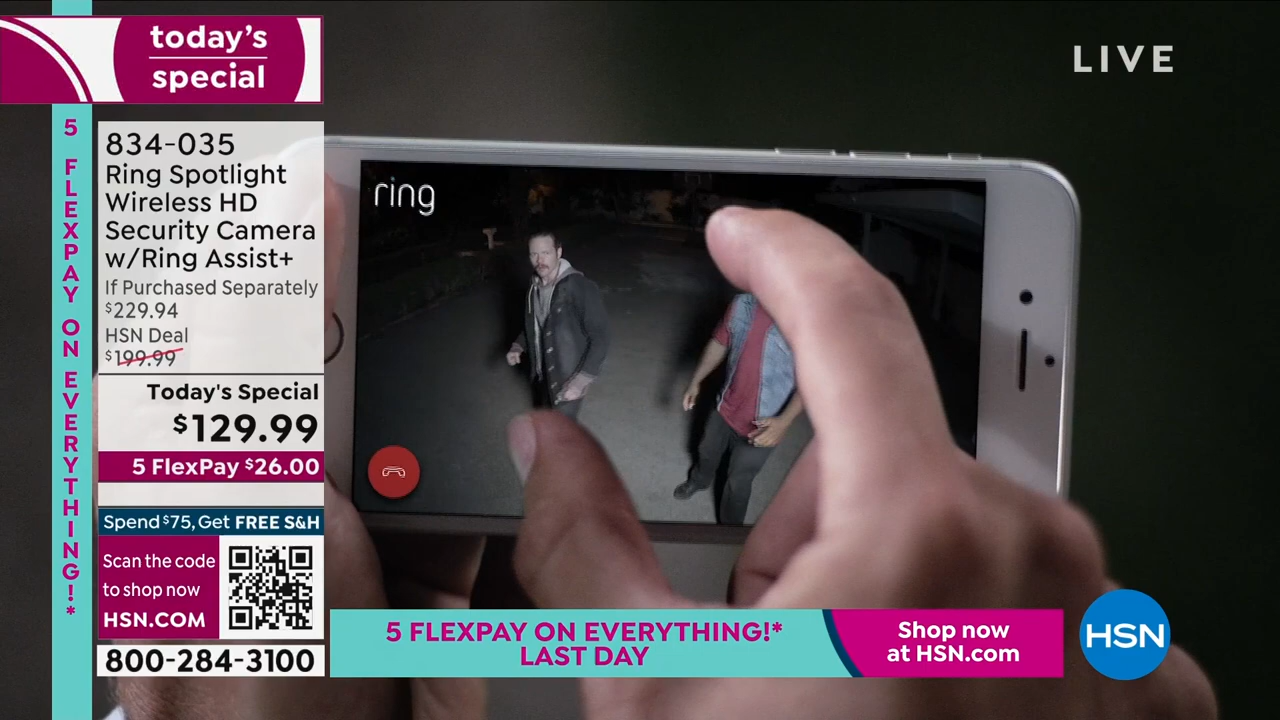 today's
special
LIVE
5 FLEXPAY ON EVERYTHING!*
834-035
Ring Spotlight
Wireless HD
Security Camera
w/Ring Assist+
If Purchased Separately
$229.94
HSN Deal
$199.99
Today's Special
$129.99
5 FlexPay $26.00
Spend $75, Get FREE S&H
Scan the code
to shop now
HSN.COM
800-284-3100
ring
5 FLEXPAY ON EVERYTHING!*
LAST DAY
Shop now
at HSN.com
HSN